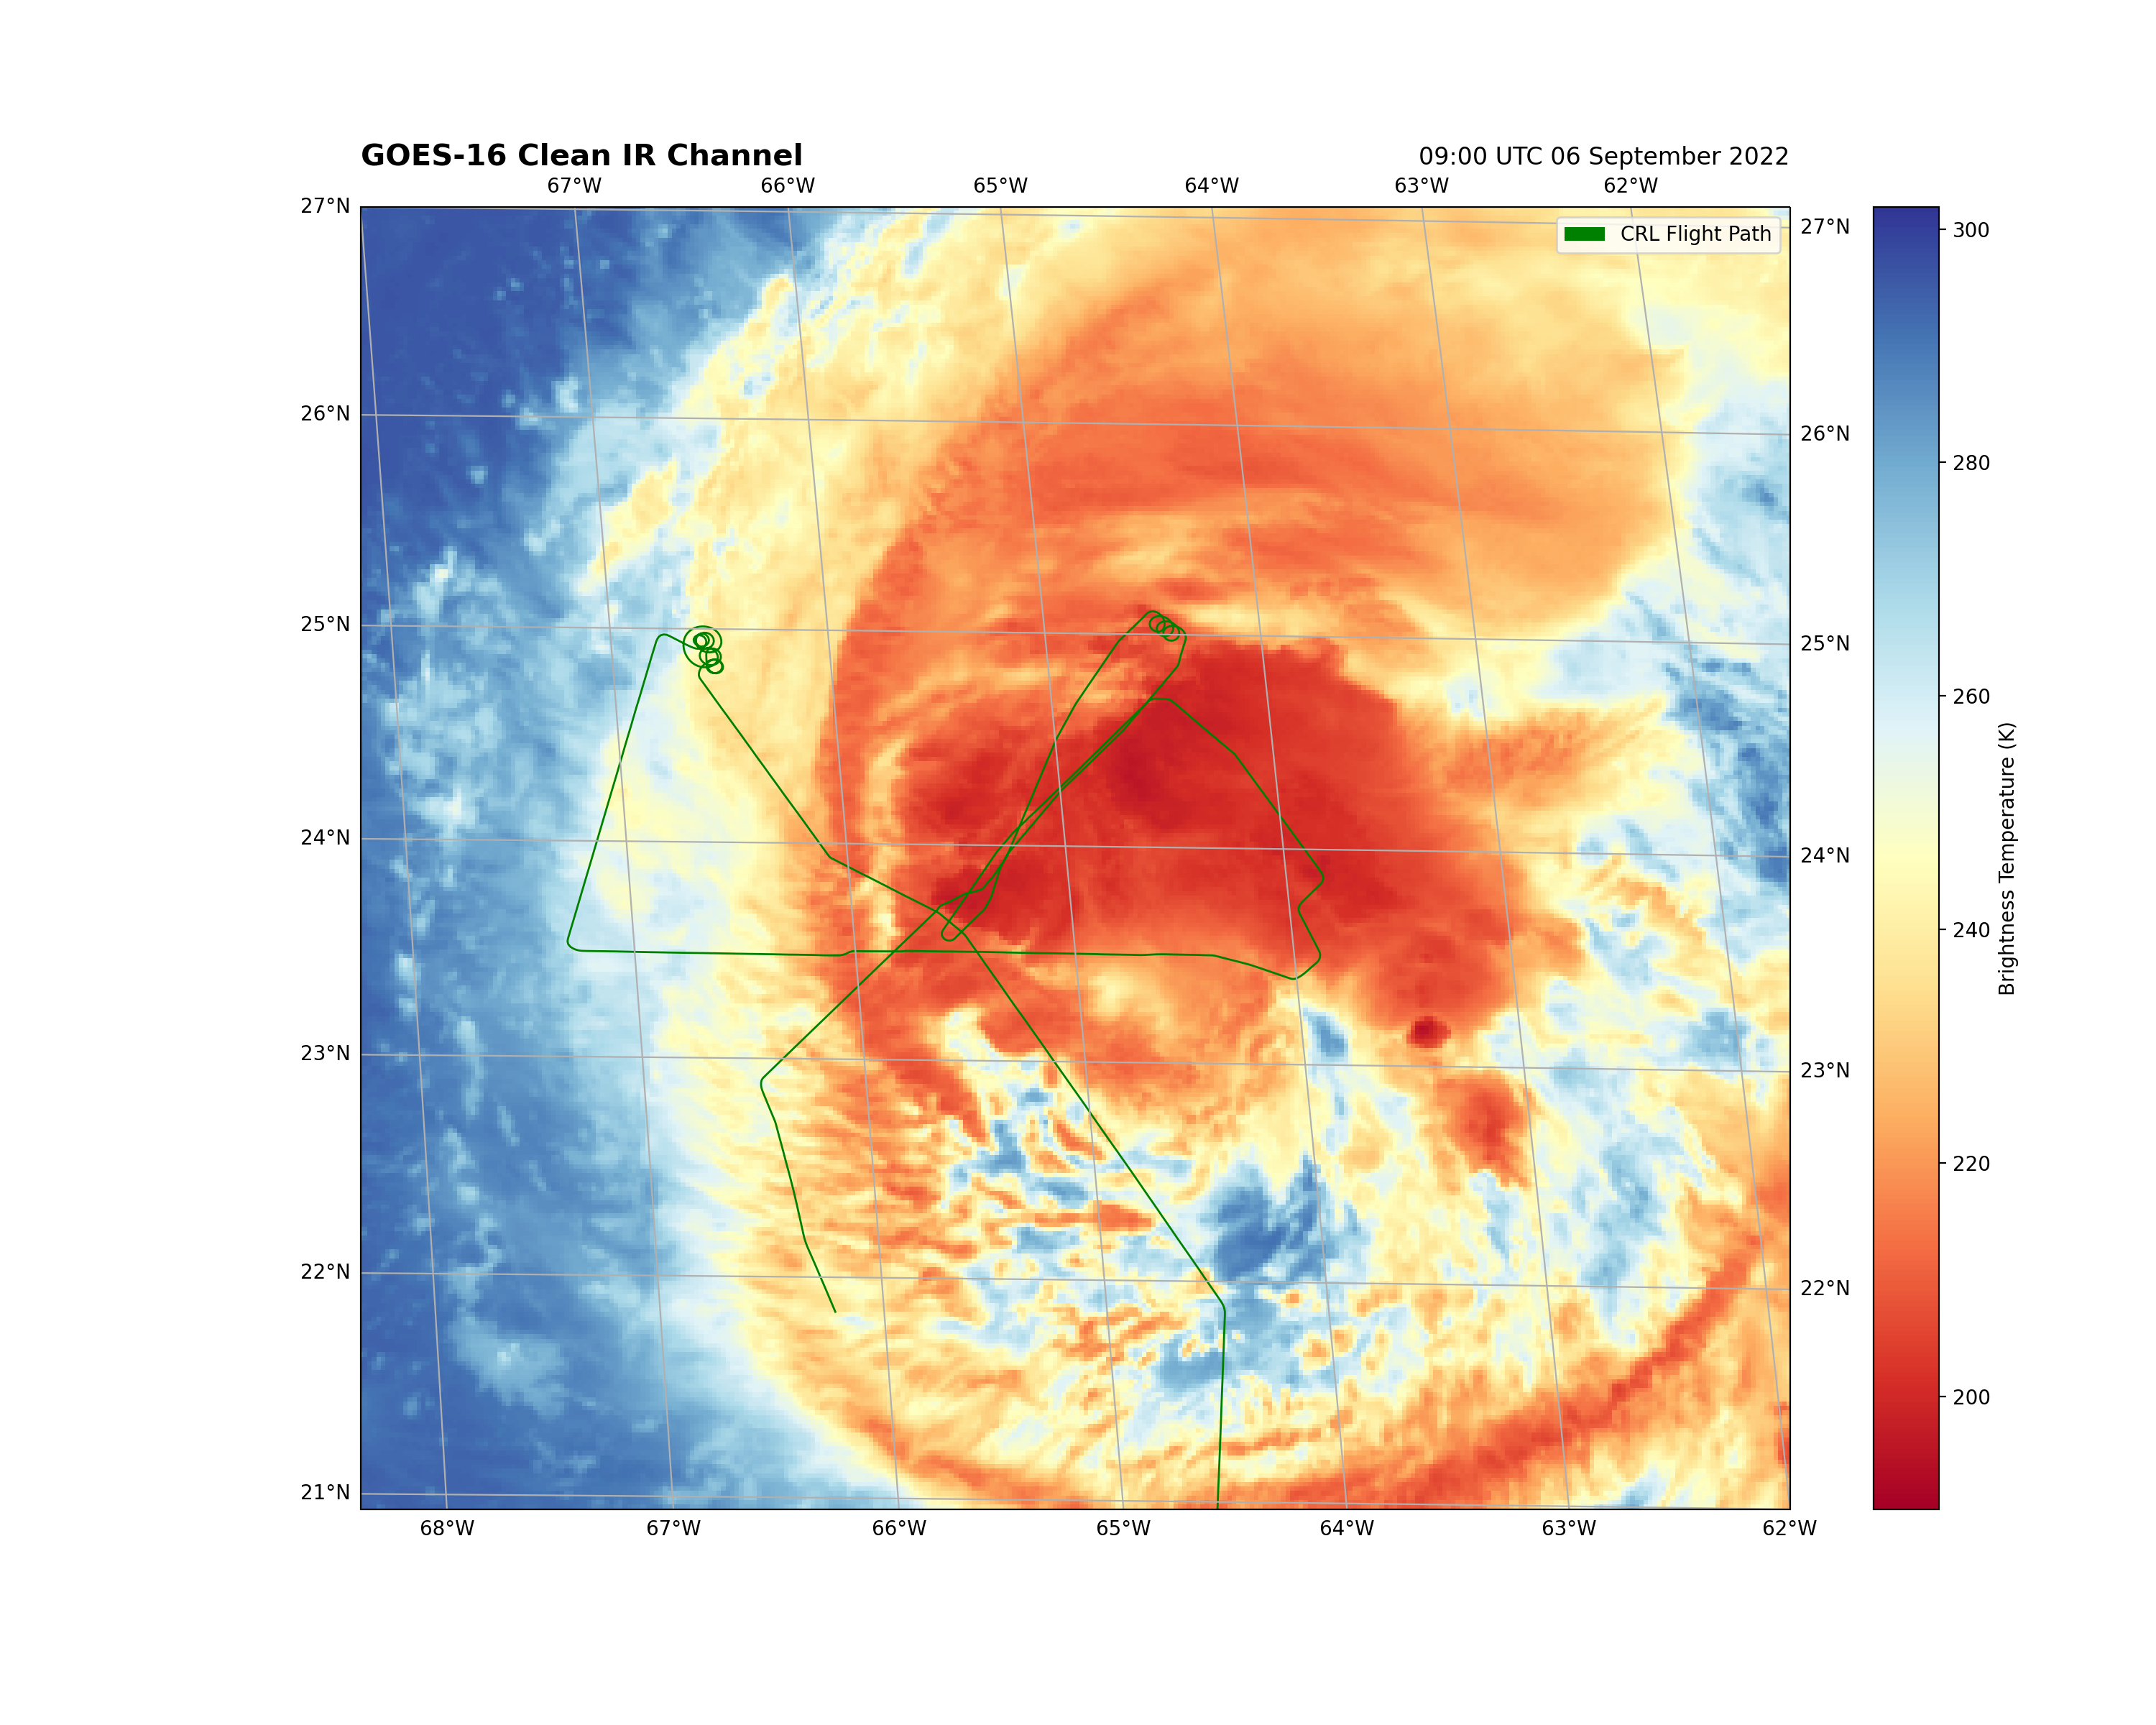 GOES-16 Clean IR Channel
09:00 UTC 06 September 2022
67°W 66°W 65°W 64°W 63°W 62°W
27°N
27°N
CRL Flight Path
300
26°N
26°N
280
25°N
25°N
260
24°N
24°N
Brightness Temperature (K)
240
23°N
23°N
220
22°N
22°N
200
21°N
68°W 67°W 66°W 65°W 64°W 63°W 62°W